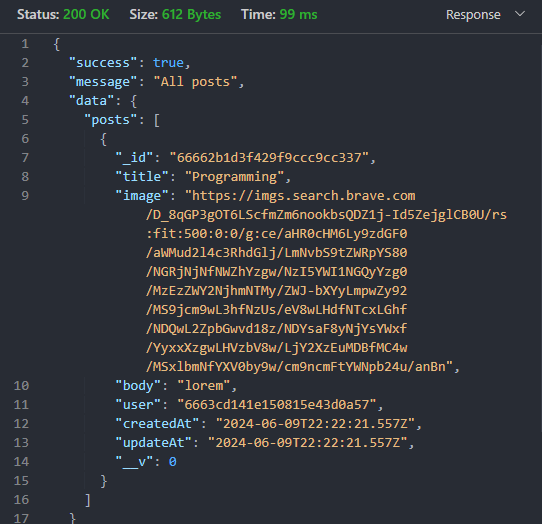 Status: 200 OK Size: 612 Bytes Time: 99 ms Response
1 {
2 "success": true,
3 "message": "All posts",
4 "data": {
5 "posts": [
6 {
7 "_id": "66662b1d3f429f9ccc9cc337",
8 "title": "Programming",
9 "image": "https://imgs.search.brave.com
/D_8qGP3gOT6LScfmZm6nookbsQDZ1j-Id5ZejglCB0U/rs
:fit:500:0:0/g:ce/aHR0cHM6Ly9zdGF0
/aWMud2l4c3RhdGlj/LmNvbS9tZWRpYS80
/NGRjNjNfNWZhYzgw/NzI5YWI1NGQyYzg0
/MzEzZWY2NjhmNTMy/ZWJ-bXYyLmpwZy92
/MS9jcm9wL3hfNzUs/eV8wLHdfNTcxLGhf
/NDQwL2ZpbGwvd18z/NDYsaF8yNjYsYWxf
/YyxxXzgwLHVzbV8w/LjY2XzEuMDBfMC4w
/MSxlbmNfYXV0by9w/cm9ncmFtYWNpb24u/anBn",
10 "body": "lorem",
11 "user": "6663cd141e150815e43d0a57",
12 "createdAt": "2024-06-09T22:22:21.557Z",
13 "updateAt": "2024-06-09T22:22:21.557Z",
14 "__v": 0
15 }
16 ]
17 }